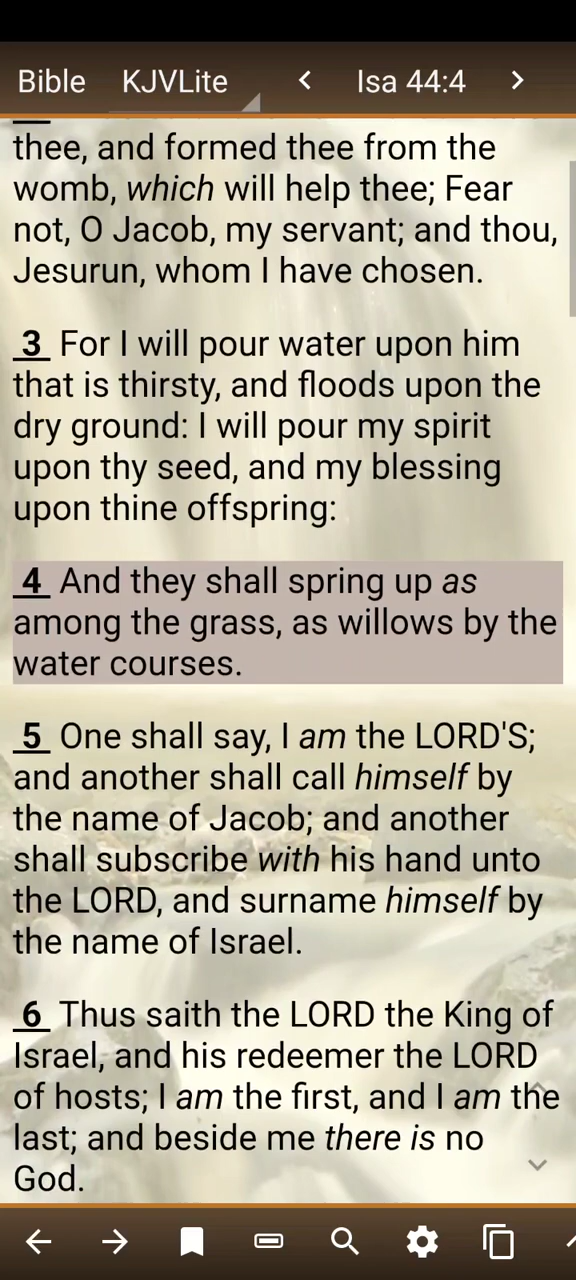 Bible KJVLite < Isa 44:4 >
thee, and formed thee from the
womb, which will help thee; Fear
not, O Jacob, my servant; and thou,
Jesurun, whom I have chosen.
3 For I will pour water upon him
that is thirsty, and floods upon the
dry ground: I will pour my spirit
upon thy seed, and my blessing
upon thine offspring:
4 And they shall spring up as
among the grass, as willows by the
water courses.
5 One shall say, I am the LORD'S;
and another shall call himself by
the name of Jacob; and another
shall subscribe with his hand unto
the LORD, and surname himself by
the name of Israel.
6 Thus saith the LORD the King of
Israel, and his redeemer the LORD
of hosts; I am the first, and I am the
last; and beside me there is no
God.